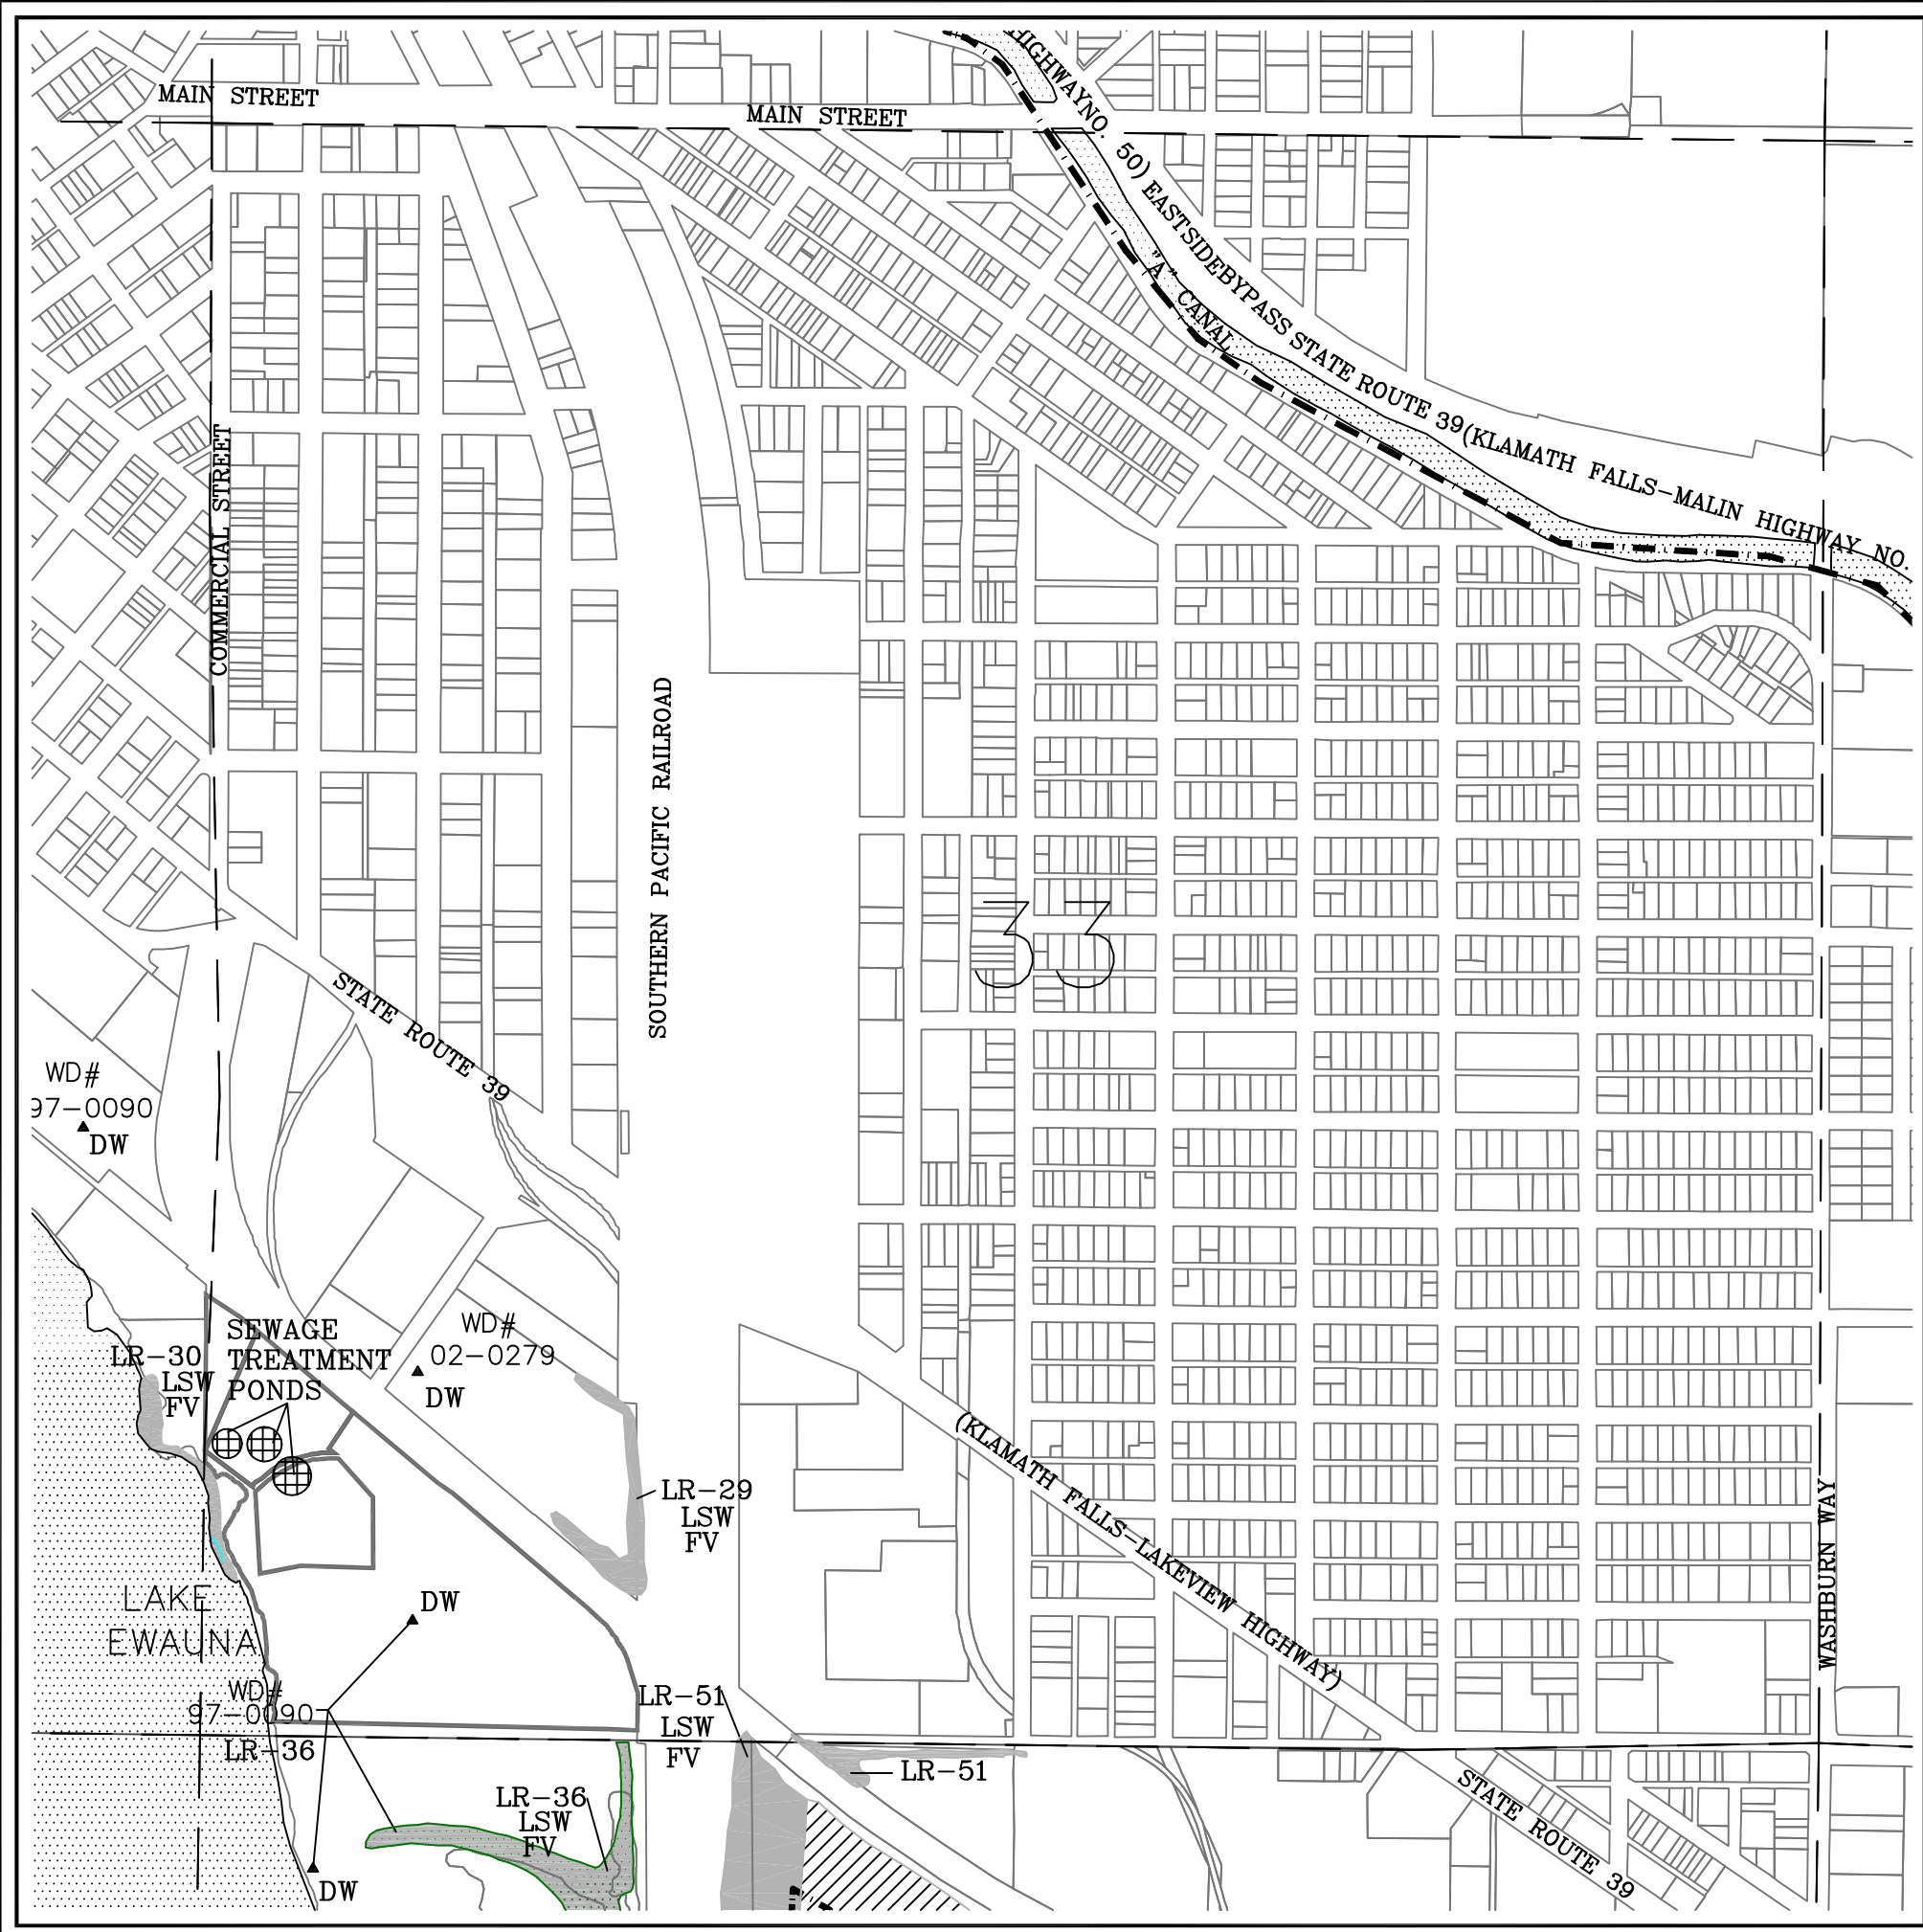 MAIN STREET
MAIN STREET
HIGHWAY NO. 50) EASTSIDE BYPASS STATE ROUTE 39 (KLAMATH FALLS-MALIN HIGHWAY NO.
"A" CANAL
COMMERCIAL STREET
SOUTHERN PACIFIC RAILROAD
33
STATE ROUTE 39
WD#
97-0090
DW
SEWAGE
TREATMENT
PONDS
LR-30
LSW
FV
WD#
02-0279
DW
LR-29
LSW
FV
(KLAMATH FALLS-LAKEVIEW HIGHWAY)
WASHBURN WAY
LAKE
EWAUNA
DW
WD#
97-0090
LR-36
LR-51
LSW
FV
LR-51
LR-36
LSW
FV
DW
STATE ROUTE 39